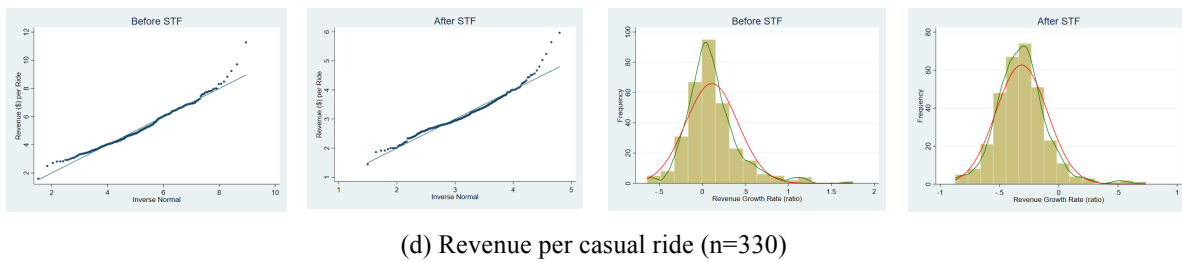 Before STF
Revenue ($) per Ride
12
10
8
6
4
2
2 4 6 8 10
Inverse Normal
After STF
Revenue ($) per Ride
6
5
4
3
2
1
1 2 3 4 5
Inverse Normal
Before STF
Frequency
100
80
60
40
20
0
-.5 0 .5 1 1.5 2
Revenue Growth Rate (ratio)
After STF
Frequency
80
60
40
20
0
-1 -.5 0 .5 1
Revenue Growth Rate (ratio)
(d) Revenue per casual ride (n=330)